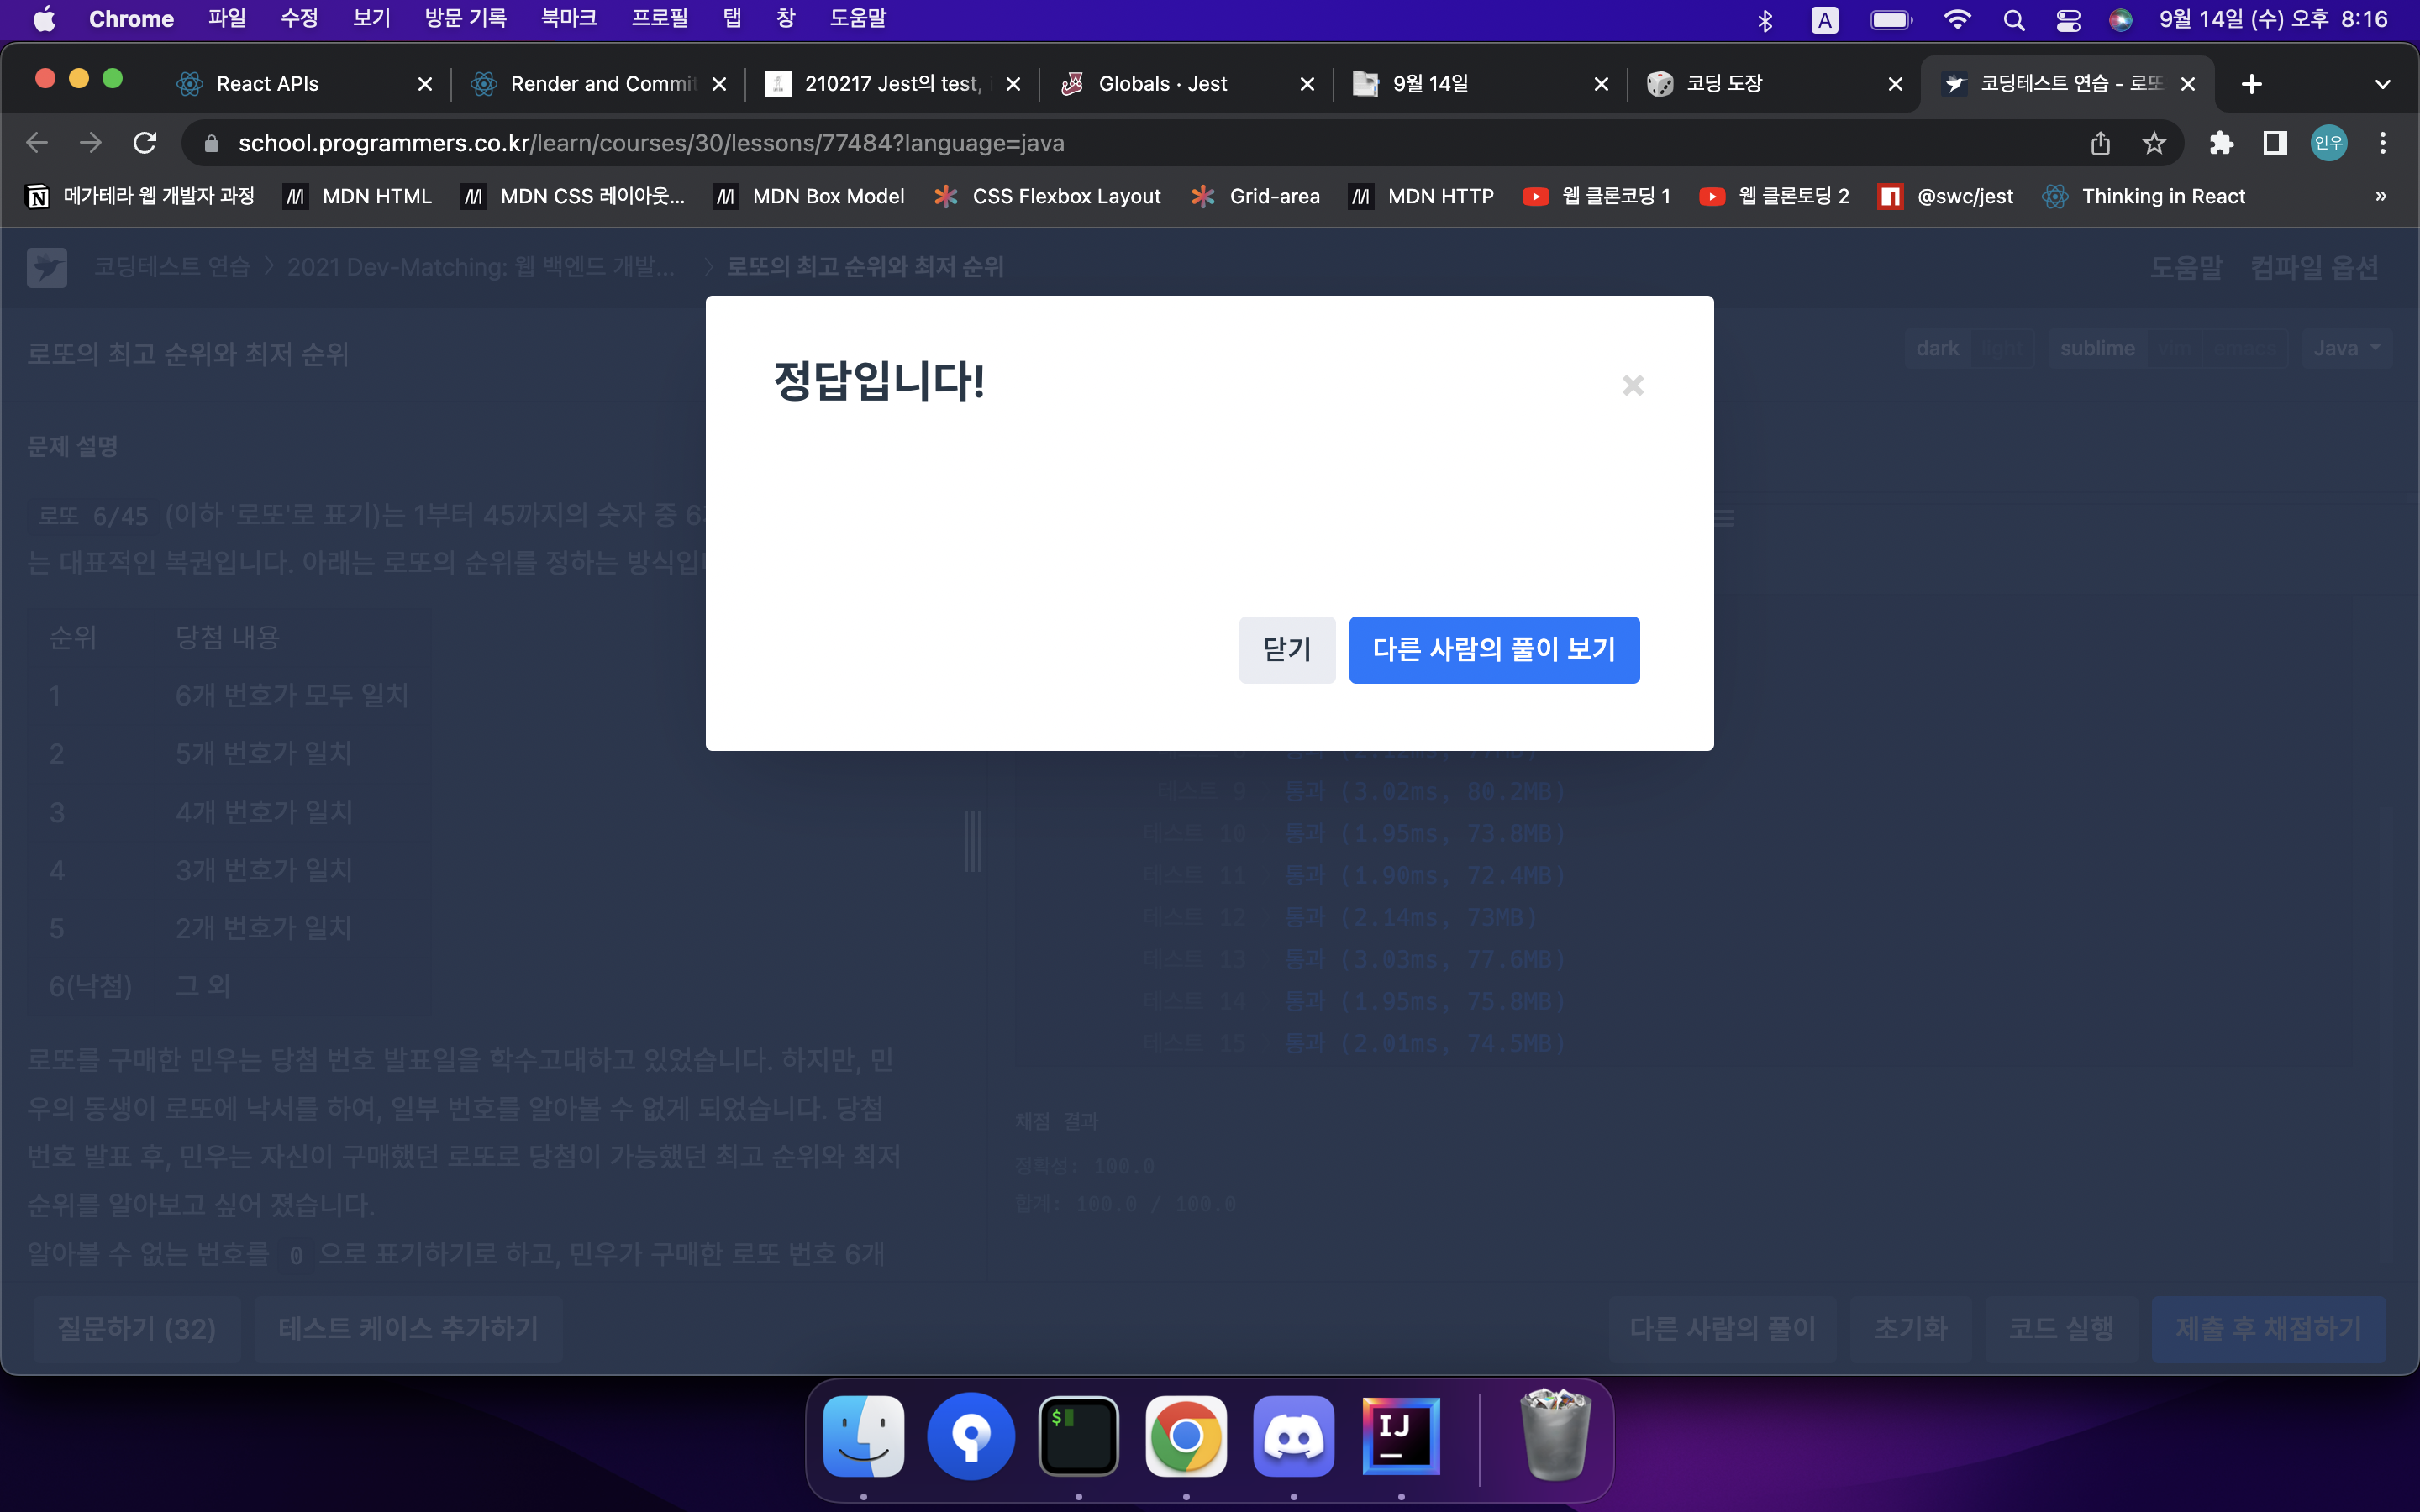 Chrome 파일 수정 보기 방문 기록 북마크 프로필 탭 창 도움말 A 9월 14일 (수) 오후 8:16
React APIs
Render and Commit
210217 Jest의 test,
Globals · Jest
9월 14일
코딩 도장
코딩테스트 연습 - 로또
school.programmers.co.kr/learn/courses/30/lessons/77484?language=java 인우
메가테라 웹 개발자 과정 MDN HTML MDN CSS 레이아웃... MDN Box Model CSS Flexbox Layout Grid-area MDN HTTP 웹 클론코딩 1 웹 클론토딩 2 @swc/jest Thinking in React »
코딩테스트 연습 2021 Dev-Matching: 웹 백엔드 개발... 로또의 최고 순위와 최저 순위 도움말 컴파일 옵션
로또의 최고 순위와 최저 순위 dark light sublime vim emacs Java
정답입니다!
닫기 다른 사람의 풀이 보기
문제 설명
로또 6/45 (이하 '로또'로 표기)는 1부터 45까지의 숫자 중 6
는 대표적인 복권입니다. 아래는 로또의 순위를 정하는 방식입
순위 당첨 내용
1 6개 번호가 모두 일치
2 5개 번호가 일치
3 4개 번호가 일치
4 3개 번호가 일치
5 2개 번호가 일치
6(낙첨) 그 외
로또를 구매한 민우는 당첨 번호 발표일을 학수고대하고 있었습니다. 하지만, 민
우의 동생이 로또에 낙서를 하여, 일부 번호를 알아볼 수 없게 되었습니다. 당첨
번호 발표 후, 민우는 자신이 구매했던 로또로 당첨이 가능했던 최고 순위와 최저
순위를 알아보고 싶어 졌습니다.
알아볼 수 없는 번호를 0 으로 표기하기로 하고, 민우가 구매한 로또 번호 6개
테스트 9 통과 (3.02ms, 80.2MB)
테스트 10 통과 (1.95ms, 73.8MB)
테스트 11 통과 (1.90ms, 72.4MB)
테스트 12 통과 (2.14ms, 73MB)
테스트 13 통과 (3.03ms, 77.6MB)
테스트 14 통과 (1.95ms, 75.8MB)
테스트 15 통과 (2.01ms, 74.5MB)
채점 결과
정확성: 100.0
합계: 100.0 / 100.0
질문하기 (32) 테스트 케이스 추가하기 다른 사람의 풀이 초기화 코드 실행 제출 후 채점하기
$
IJ